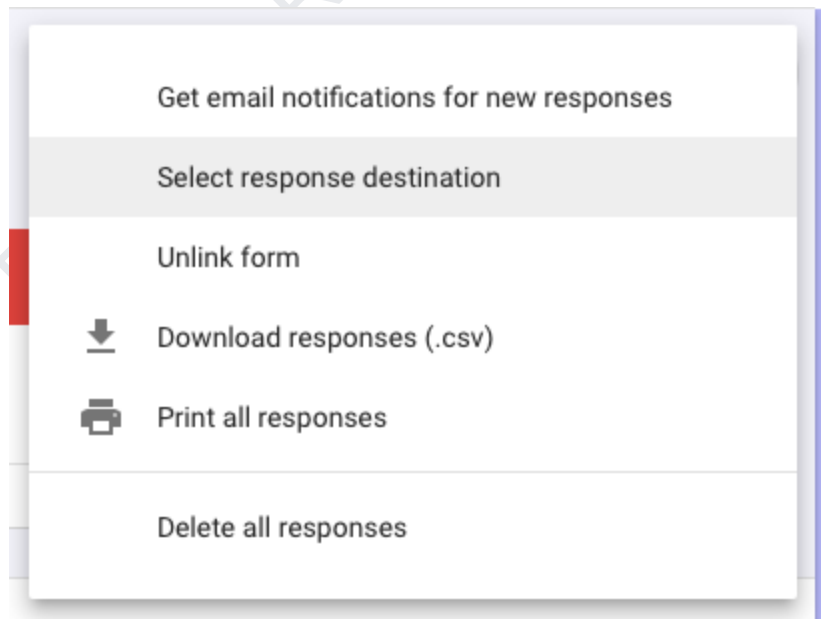 Get email notifications for new responses
Select response destination
Unlink form
Download responses (.csv)
Print all responses
Delete all responses